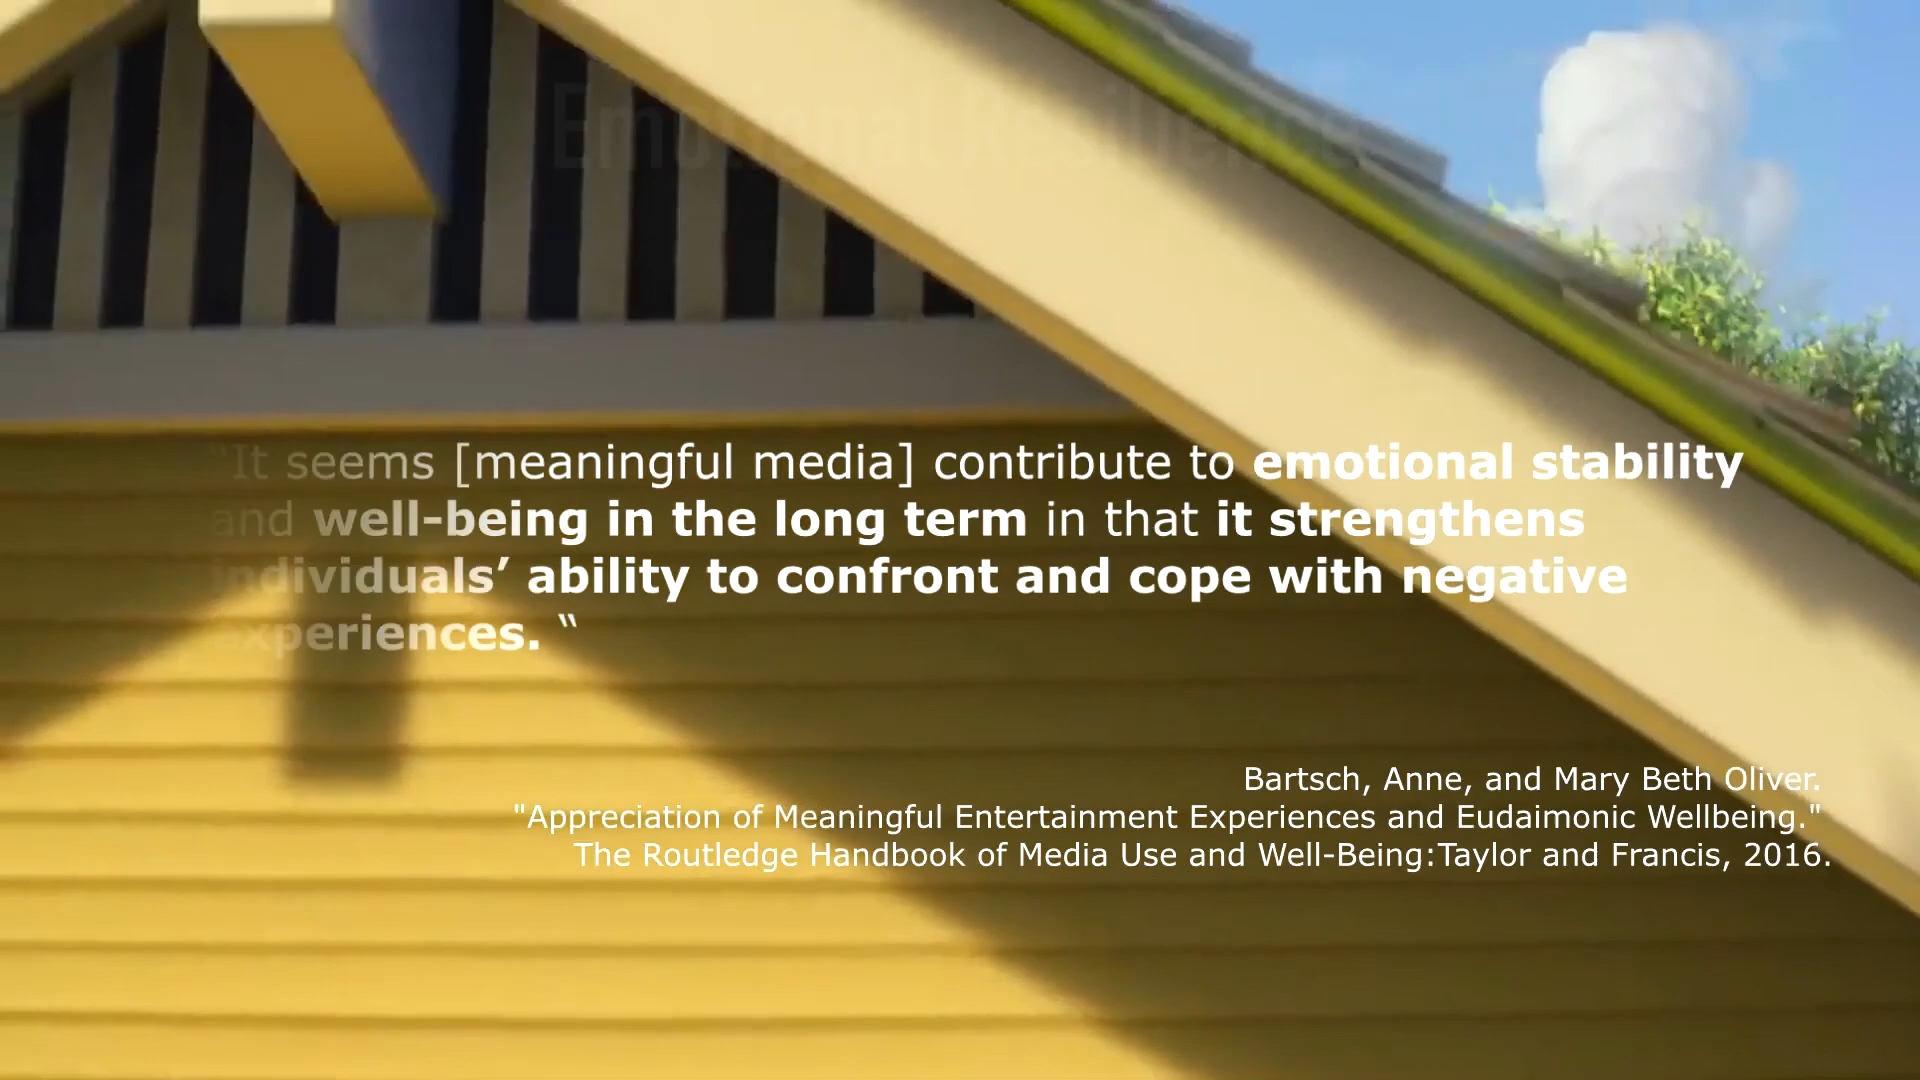 Emotional Resilience
“It seems [meaningful media] contribute to emotional stability
and well-being in the long term in that it strengthens
individuals’ ability to confront and cope with negative
experiences. “
Bartsch, Anne, and Mary Beth Oliver.
"Appreciation of Meaningful Entertainment Experiences and Eudaimonic Wellbeing."
The Routledge Handbook of Media Use and Well-Being:Taylor and Francis, 2016.